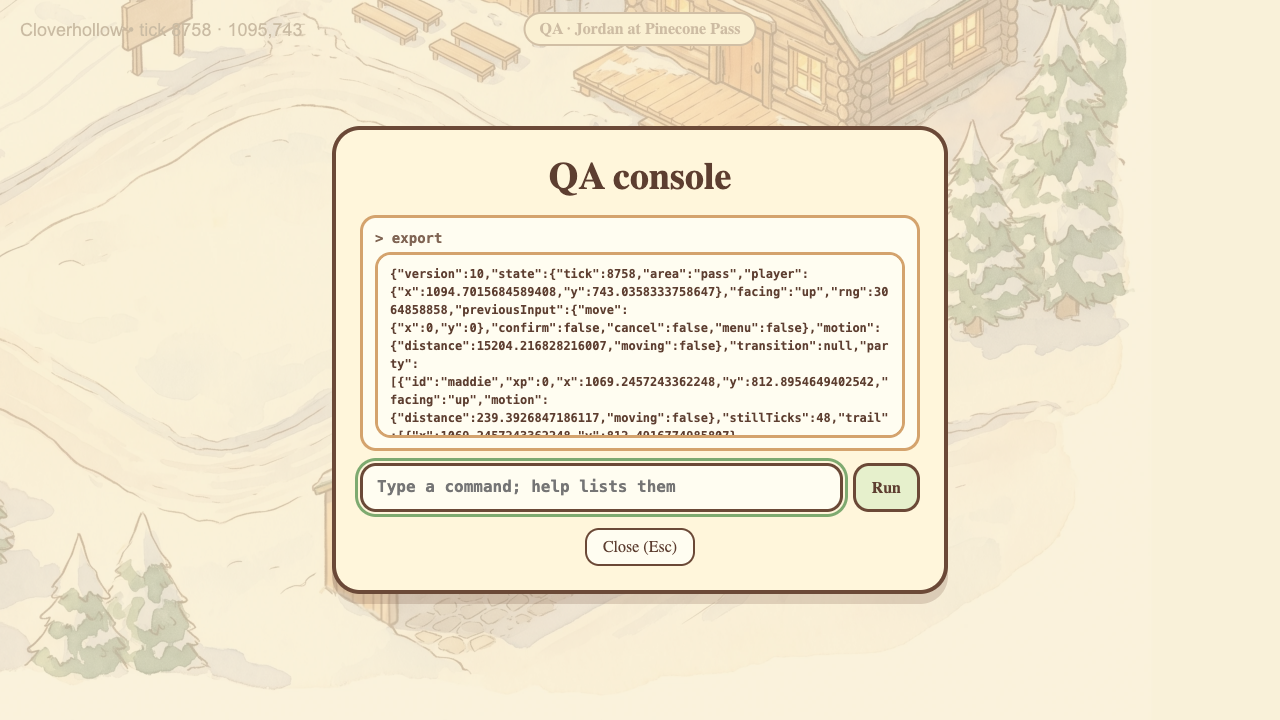 Cloverhollow · tick 8758 · 1095,743
QA · Jordan at Pinecone Pass
QA console
> export
{"version":10,"state":{"tick":8758,"area":"pass","player":
{"x":1094.7015684589408,"y":743.0358333758647},"facing":"up","rng":30
64858858,"previousInput":{"move":
{"x":0,"y":0},"confirm":false,"cancel":false,"menu":false},"motion":
{"distance":15204.216828216007,"moving":false},"transition":null,"par
ty":
[{"id":"maddie","xp":0,"x":1069.2457243362248,"y":812.8954649402542,"
facing":"up","motion":
{"distance":239.3926847186117,"moving":false},"stillTicks":48,"trail"
Type a command; help lists them
Run
Close (Esc)